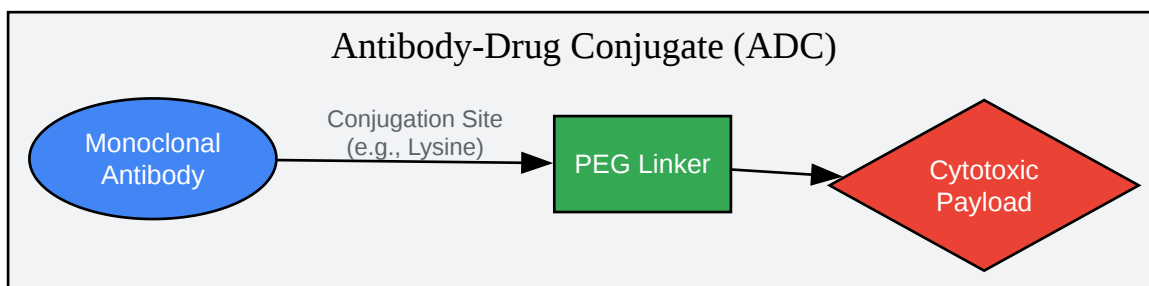 Antibody-Drug Conjugate (ADC)
Monoclonal
Antibody
Conjugation Site
(e.g., Lysine)
PEG Linker
Cytotoxic
Payload